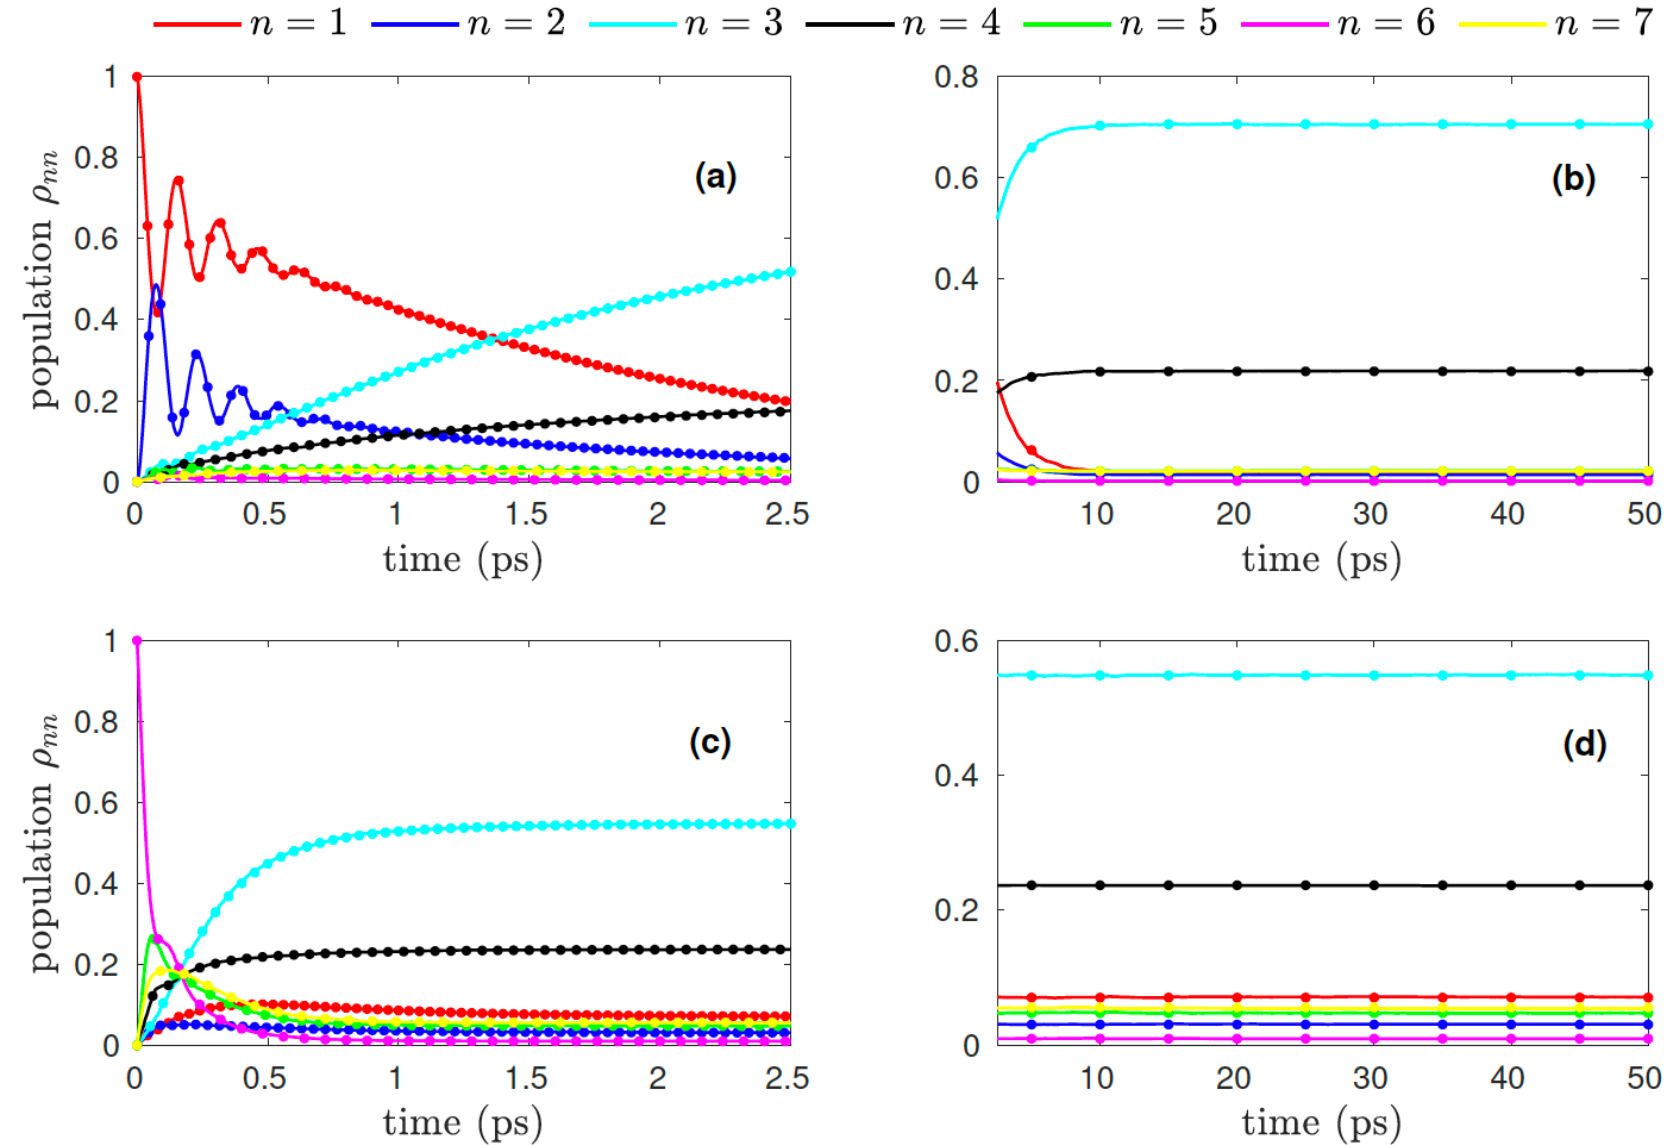 n = 1 n = 2 n = 3 n = 4 n = 5 n = 6 n = 7
1
0.8
0.6
0.4
0.2
0
population ρnn
(a)
0 0.5 1 1.5 2 2.5
time (ps)
0.8
0.6
0.4
0.2
0
(b)
10 20 30 40 50
time (ps)
1
0.8
0.6
0.4
0.2
0
population ρnn
(c)
0 0.5 1 1.5 2 2.5
time (ps)
0.6
0.4
0.2
0
(d)
10 20 30 40 50
time (ps)